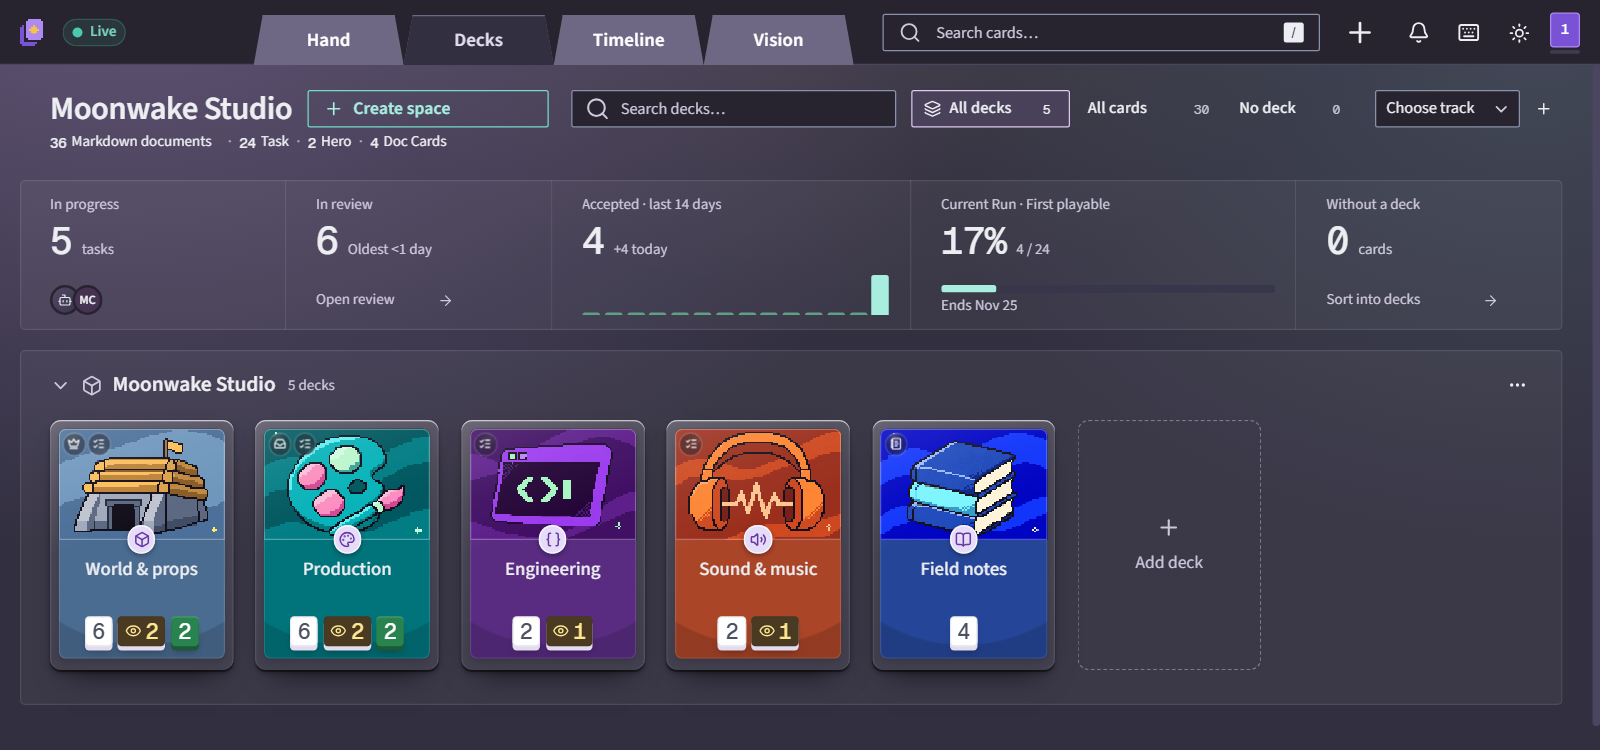 Live
Hand
Decks
Timeline
Vision
Search cards…
/
1
Moonwake Studio
Create space
Search decks…
All decks 5
All cards 30
No deck 0
Choose track
36 Markdown documents · 24 Task · 2 Hero · 4 Doc Cards
In progress
5 tasks
MC
In review
6 Oldest <1 day
Open review
Accepted · last 14 days
4 +4 today
Current Run · First playable
17% 4 / 24
Ends Nov 25
Without a deck
0 cards
Sort into decks
Moonwake Studio 5 decks
World & props
6 2 2
Production
6 2 2
Engineering
2 1
Sound & music
2 1
Field notes
4
Add deck